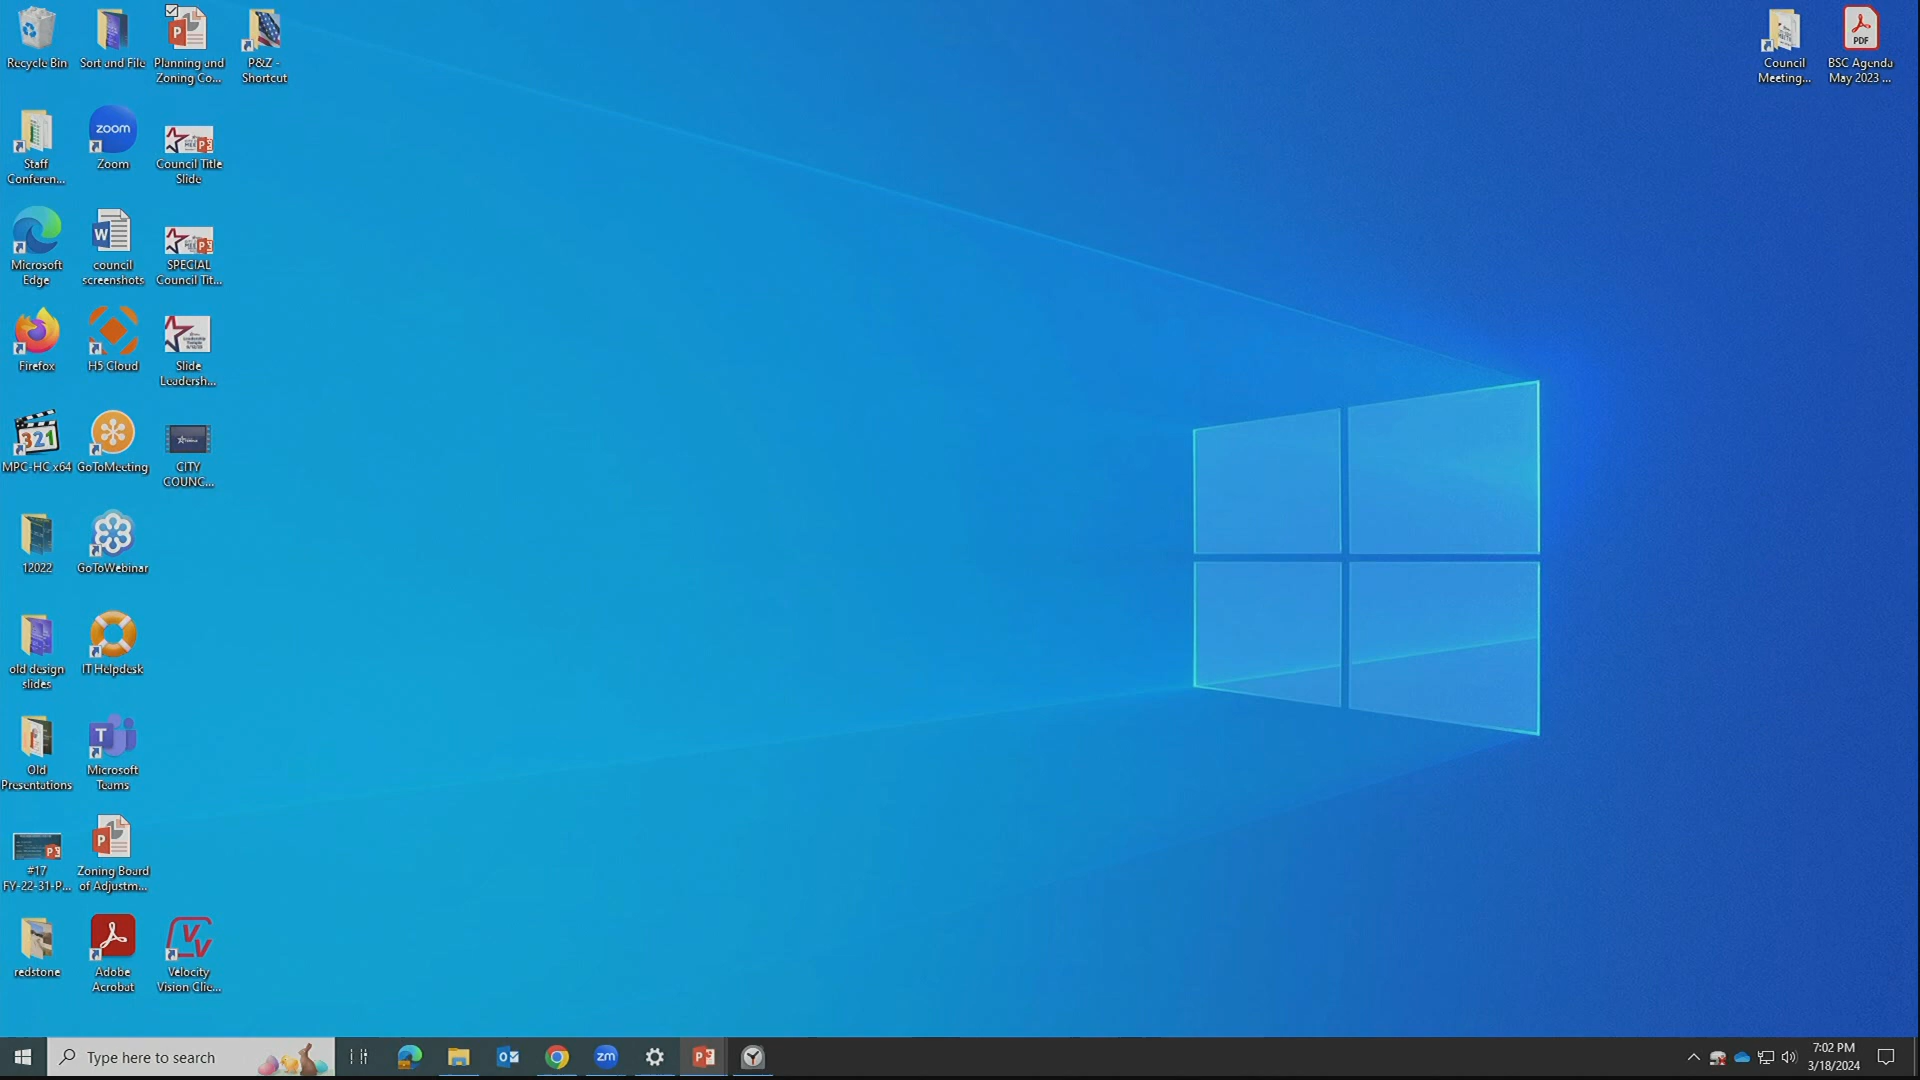 Recycle Bin
Sort and File
Planning and
Zoning Co...
P&Z -
Shortcut
Council
Meeting...
BSC Agenda
May 2023 ...
PDF
Staff
Conferen...
zoom
Zoom
Council Title
Slide
Microsoft
Edge
W
council
screenshots
SPECIAL
Council Tit...
Firefox
H5 Cloud
Slide
Leadersh...
321
MPC-HC x64
GoToMeeting
CITY
COUNC...
12022
GoToWebinar
old design
slides
IT Helpdesk
Old
Presentations
T
Microsoft
Teams
#17
FY-22-31-P...
P
Zoning Board
of Adjustm...
redstone
Adobe
Acrobat
VV
Velocity
Vision Clie...
Type here to search
zm
7:02 PM
3/18/2024